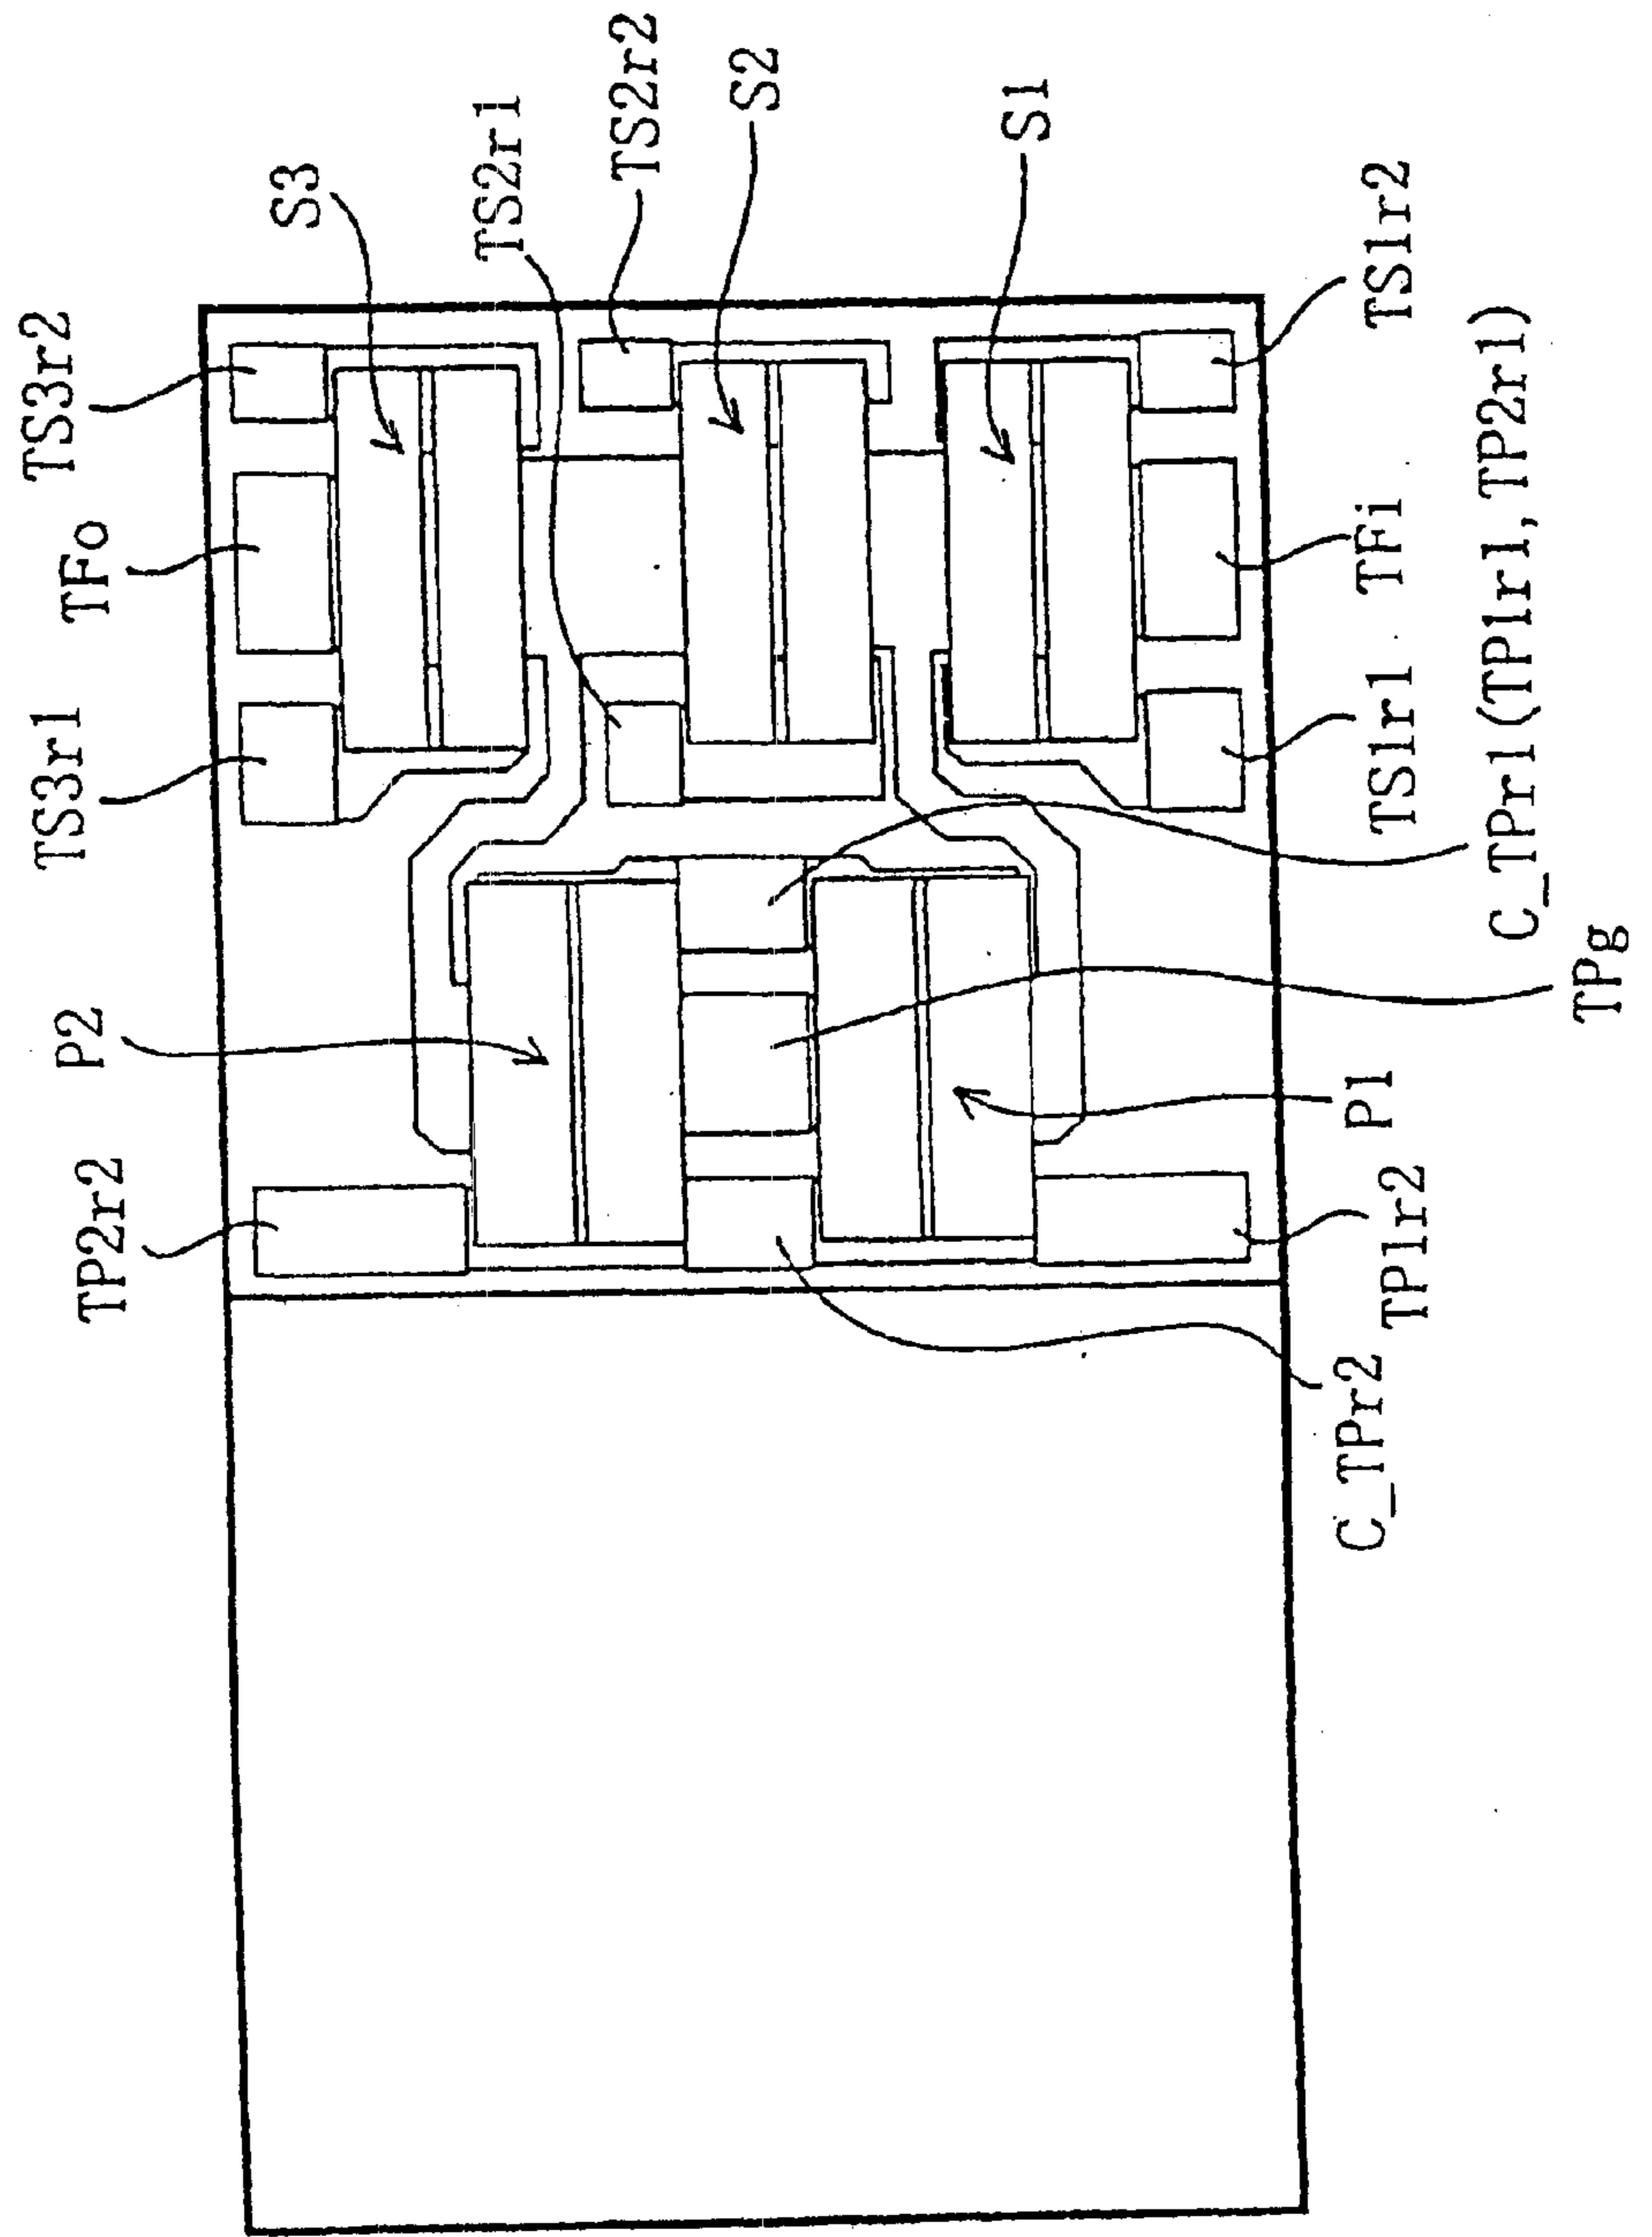 TP2r2
P2
TS3r1
TFo
TS3r2
S3
TS2r1
TS2r2
S2
S1
C_TPr2
TP1r2
P1
TS1r1
TFi
TS1r2
C_TPr1(TP1r1,TP2r1)
TPg